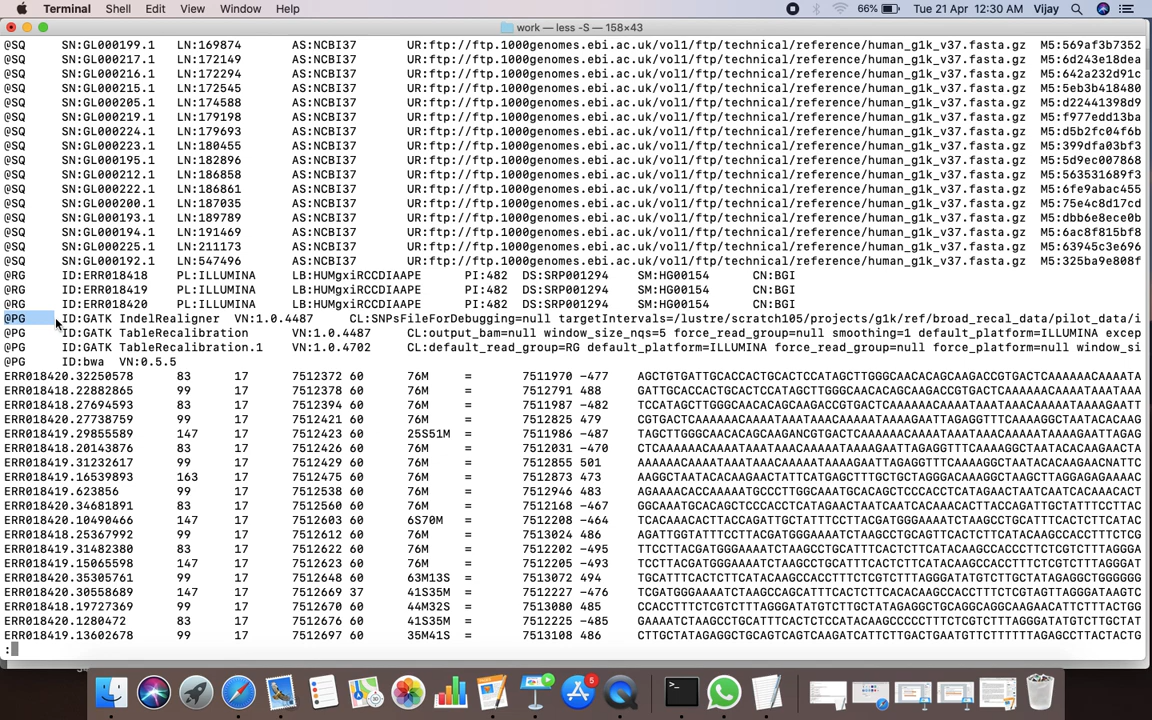 Terminal Shell Edit View Window Help 66% Tue 21 Apr 12:30 AM Vijay
work — less -S — 158×43
@SQ SN:GL000199.1 LN:169874 AS:NCBI37 UR:ftp://ftp.1000genomes.ebi.ac.uk/vol1/ftp/technical/reference/human_g1k_v37.fasta.gz M5:569af3b7352
@SQ SN:GL000217.1 LN:172149 AS:NCBI37 UR:ftp://ftp.1000genomes.ebi.ac.uk/vol1/ftp/technical/reference/human_g1k_v37.fasta.gz M5:6d243e18dea
@SQ SN:GL000216.1 LN:172294 AS:NCBI37 UR:ftp://ftp.1000genomes.ebi.ac.uk/vol1/ftp/technical/reference/human_g1k_v37.fasta.gz M5:642a232d91c
@SQ SN:GL000215.1 LN:172545 AS:NCBI37 UR:ftp://ftp.1000genomes.ebi.ac.uk/vol1/ftp/technical/reference/human_g1k_v37.fasta.gz M5:5eb3b418480
@SQ SN:GL000205.1 LN:174588 AS:NCBI37 UR:ftp://ftp.1000genomes.ebi.ac.uk/vol1/ftp/technical/reference/human_g1k_v37.fasta.gz M5:d22441398d9
@SQ SN:GL000219.1 LN:179198 AS:NCBI37 UR:ftp://ftp.1000genomes.ebi.ac.uk/vol1/ftp/technical/reference/human_g1k_v37.fasta.gz M5:f977edd13ba
@SQ SN:GL000224.1 LN:179693 AS:NCBI37 UR:ftp://ftp.1000genomes.ebi.ac.uk/vol1/ftp/technical/reference/human_g1k_v37.fasta.gz M5:d5b2fc04f6b
@SQ SN:GL000223.1 LN:180455 AS:NCBI37 UR:ftp://ftp.1000genomes.ebi.ac.uk/vol1/ftp/technical/reference/human_g1k_v37.fasta.gz M5:399dfa03bf3
@SQ SN:GL000195.1 LN:182896 AS:NCBI37 UR:ftp://ftp.1000genomes.ebi.ac.uk/vol1/ftp/technical/reference/human_g1k_v37.fasta.gz M5:5d9ec007868
@SQ SN:GL000212.1 LN:186858 AS:NCBI37 UR:ftp://ftp.1000genomes.ebi.ac.uk/vol1/ftp/technical/reference/human_g1k_v37.fasta.gz M5:563531689f3
@SQ SN:GL000222.1 LN:186861 AS:NCBI37 UR:ftp://ftp.1000genomes.ebi.ac.uk/vol1/ftp/technical/reference/human_g1k_v37.fasta.gz M5:6fe9abac455
@SQ SN:GL000200.1 LN:187035 AS:NCBI37 UR:ftp://ftp.1000genomes.ebi.ac.uk/vol1/ftp/technical/reference/human_g1k_v37.fasta.gz M5:75e4c8d17cd
@SQ SN:GL000193.1 LN:189789 AS:NCBI37 UR:ftp://ftp.1000genomes.ebi.ac.uk/vol1/ftp/technical/reference/human_g1k_v37.fasta.gz M5:dbb6e8ece0b
@SQ SN:GL000194.1 LN:191469 AS:NCBI37 UR:ftp://ftp.1000genomes.ebi.ac.uk/vol1/ftp/technical/reference/human_g1k_v37.fasta.gz M5:6ac8f815bf8
@SQ SN:GL000225.1 LN:211173 AS:NCBI37 UR:ftp://ftp.1000genomes.ebi.ac.uk/vol1/ftp/technical/reference/human_g1k_v37.fasta.gz M5:63945c3e696
@SQ SN:GL000192.1 LN:547496 AS:NCBI37 UR:ftp://ftp.1000genomes.ebi.ac.uk/vol1/ftp/technical/reference/human_g1k_v37.fasta.gz M5:325ba9e808f
@RG ID:ERR018418 PL:ILLUMINA LB:HUMgxiRCCDIAAPE PI:482 DS:SRP001294 SM:HG00154 CN:BGI
@RG ID:ERR018419 PL:ILLUMINA LB:HUMgxiRCCDIAAPE PI:482 DS:SRP001294 SM:HG00154 CN:BGI
@RG ID:ERR018420 PL:ILLUMINA LB:HUMgxiRCCDIAAPE PI:482 DS:SRP001294 SM:HG00154 CN:BGI
@PG ID:GATK IndelRealigner VN:1.0.4487 CL:SNPsFileForDebugging=null targetIntervals=/lustre/scratch105/projects/g1k/ref/broad_recal_data/pilot_data/i
@PG ID:GATK TableRecalibration VN:1.0.4487 CL:output_bam=null window_size_nqs=5 force_read_group=null smoothing=1 default_platform=ILLUMINA excep
@PG ID:GATK TableRecalibration.1 VN:1.0.4702 CL:default_read_group=RG default_platform=ILLUMINA force_read_group=null force_platform=null window_si
@PG ID:bwa VN:0.5.5
ERR018420.32250578 83 17 7512372 60 76M = 7511970 -477 AGCTGTGATTGCACCACTGCACTCCATAGCTTGGGCAACACAGCAAGACCGTGACTCAAAAAACAAAATA
ERR018418.22882865 99 17 7512378 60 76M = 7512791 488 GATTGCACCACTGCACTCCATAGCTTGGGCAACACAGCAAGACCGTGACTCAAAAAACAAAATAAATAAA
ERR018419.27694593 83 17 7512394 60 76M = 7511987 -482 TCCATAGCTTGGGCAACACAGCAAGACCGTGACTCAAAAAACAAAATAAATAAACAAAAATAAAAGAATT
ERR018420.27738759 99 17 7512421 60 76M = 7512825 479 CGTGACTCAAAAAACAAAATAAATAAACAAAAATAAAAGAATTAGAGGTTTCAAAAGGCTAATACACAAG
ERR018419.29855589 147 17 7512423 60 25S51M = 7511986 -487 TAGCTTGGGCAACACAGCAAGANCGTGACTCAAAAAACAAAATAAATAAACAAAAATAAAAGAATTAGAG
ERR018418.20143876 83 17 7512426 60 76M = 7512031 -470 CTCAAAAAACAAAATAAATAAACAAAAATAAAAGAATTAGAGGTTTCAAAAGGCTAATACACAAGAACTA
ERR018419.31232617 99 17 7512429 60 76M = 7512855 501 AAAAAACAAAATAAATAAACAAAAATAAAAGAATTAGAGGTTTCAAAAGGCTAATACACAAGAACNATTC
ERR018419.16539893 163 17 7512475 60 76M = 7512873 473 AAGGCTAATACACAAGAACTATTCATGAGCTTTGCTGCTAGGGACAAAGGCTAAGCTTAGGAGAGAAAAC
ERR018419.623856 99 17 7512538 60 76M = 7512946 483 AGAAAACACCAAAAATGCCCTTGGCAAATGCACAGCTCCCACCTCATAGAACTAATCAATCACAAACACT
ERR018420.34681891 83 17 7512560 60 76M = 7512168 -467 GGCAAATGCACAGCTCCCACCTCATAGAACTAATCAATCACAAACACTTACCAGATTGCTATTTCCTTAC
ERR018420.10490466 147 17 7512603 60 6S70M = 7512208 -464 TCACAAACACTTACCAGATTGCTATTTCCTTACGATGGGAAAATCTAAGCCTGCATTTCACTCTTCATAC
ERR018418.25367992 99 17 7512612 60 76M = 7513024 486 AGATTGGTATTTCCTTACGATGGGAAAATCTAAGCCTGCAGTTCACTCTTCATACAAGCCACCTTTCTCG
ERR018419.31482380 83 17 7512622 60 76M = 7512202 -495 TTCCTTACGATGGGAAAATCTAAGCCTGCATTTCACTCTTCATACAAGCCACCCTTCTCGTCTTTAGGGA
ERR018419.15065598 147 17 7512623 60 76M = 7512205 -493 TCCTTACGATGGGAAAATCTAAGCCTGCATTTCACTCTTCATACAAGCCACCTTTCTCGTCTTTAGGGAT
ERR018420.35305761 99 17 7512648 60 63M13S = 7513072 494 TGCATTTCACTCTTCATACAAGCCACCTTTCTCGTCTTTAGGGATATGTCTTGCTATAGAGGCTGGGGGG
ERR018420.30558689 147 17 7512669 37 41S35M = 7512227 -476 TCGATGGGAAAATCTAAGCCAGCATTTCACTCTTCACACAAGCCACCTTTCTCGTAGTTAGGGATAAGTC
ERR018418.19727369 99 17 7512670 60 44M32S = 7513080 485 CCACCTTTCTCGTCTTTAGGGATATGTCTTGCTATAGAGGCTGCAGGCAGGCAAGAACATTCTTTACTGG
ERR018420.1280472 83 17 7512676 60 41S35M = 7512225 -485 GAAAATCTAAGCCTGCATTTCACTCTCCATACAAGCCCCCTTTCTCGTCTTTAGGGATATGTCTTGCTAT
ERR018419.13602678 99 17 7512697 60 35M41S = 7513108 486 CTTGCTATAGAGGCTGCAGTCAGTCAAGATCATTCTTGACTGAATGTTCTTTTTTAGAGCCTTACTACTG
: